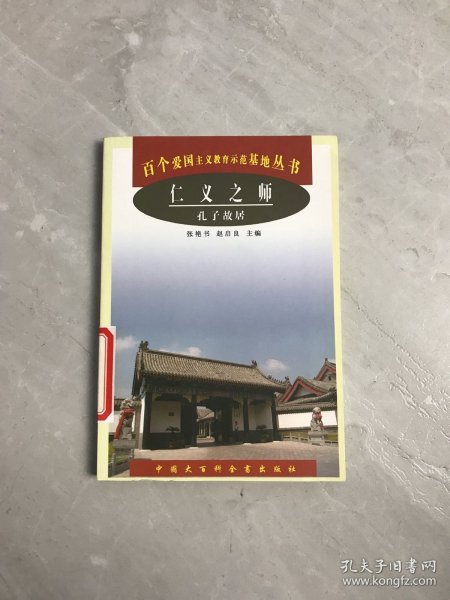 百个爱国主义教育示范基地丛书
仁义之师
孔子故居
张艳书 赵启良 主编
中国大百科全书出版社
孔夫子旧书网
www.kongfz.com